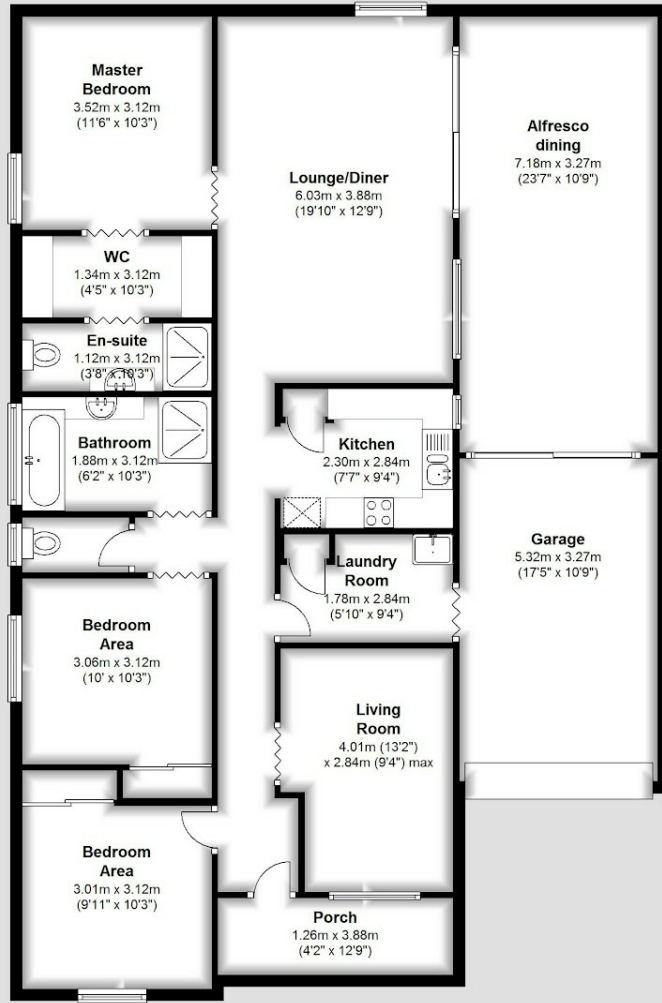 Master
Bedroom
3.52m x 3.12m
(11'6" x 10'3")
Lounge/Diner
6.03m x 3.88m
(19'10" x 12'9")
Alfresco
dining
7.18m x 3.27m
(23'7" x 10'9")
WC
1.34m x 3.12m
(4'5" x 10'3")
En-suite
1.12m x 3.12m
(3'8" x 10'3")
Bathroom
1.88m x 3.12m
(6'2" x 10'3")
Kitchen
2.30m x 2.84m
(7'7" x 9'4")
Garage
5.32m x 3.27m
(17'5" x 10'9")
Laundry
Room
1.78m x 2.84m
(5'10" x 9'4")
Bedroom
Area
3.06m x 3.12m
(10' x 10'3")
Living
Room
4.01m (13'2")
x 2.84m (9'4") max
Bedroom
Area
3.01m x 3.12m
(9'11" x 10'3")
Porch
1.26m x 3.88m
(4'2" x 12'9")